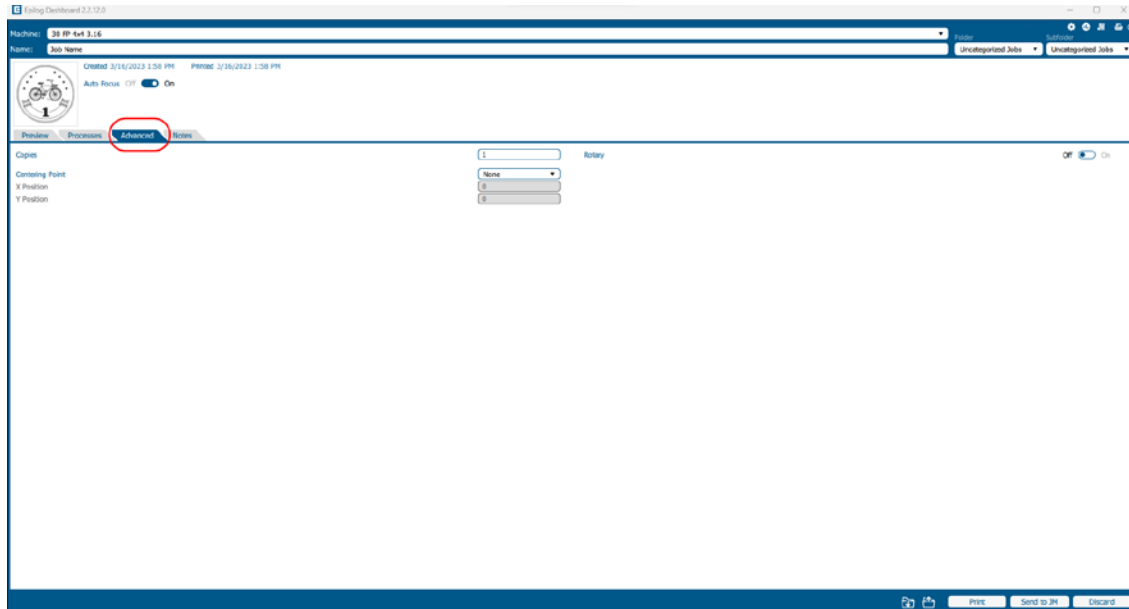 Epilog Dashboard 2.2.12.0
Machine: 30 FP 4x4 3.16
Folder Subfolder
Name: Job Name Uncategorized Jobs Uncategorized Jobs
Created 3/16/2023 1:58 PM Printed 3/16/2023 1:58 PM
Auto Focus Off On
1
Preview Processes Advanced Notes
Copies 1 Rotary Off On
Centering Point None
X Position 0
Y Position 0
Print Send to JM Discard